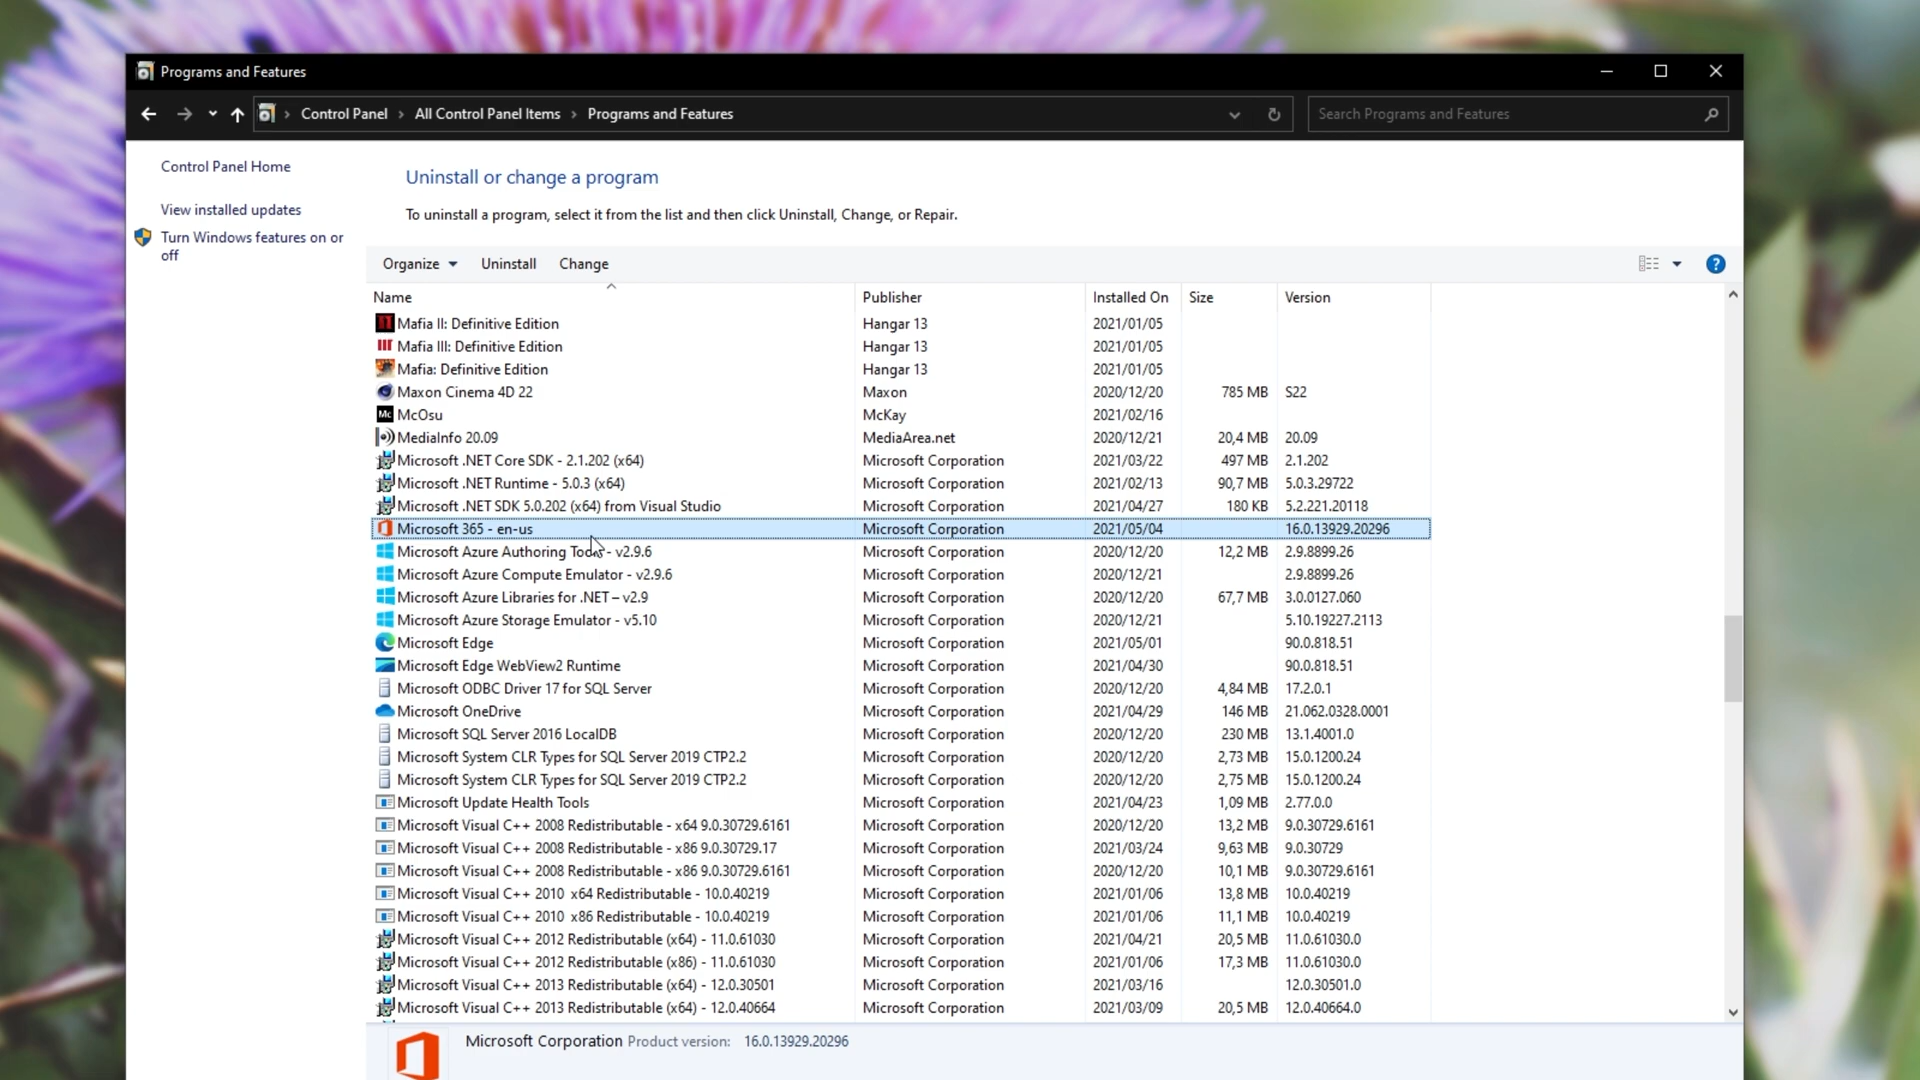 Programs and Features
Control Panel › All Control Panel Items › Programs and Features
Search Programs and Features
Control Panel Home
View installed updates
Turn Windows features on or
off
Uninstall or change a program
To uninstall a program, select it from the list and then click Uninstall, Change, or Repair.
Organize Uninstall Change
Name Publisher Installed On Size Version
Mafia II: Definitive Edition Hangar 13 2021/01/05
Mafia III: Definitive Edition Hangar 13 2021/01/05
Mafia: Definitive Edition Hangar 13 2021/01/05
Maxon Cinema 4D 22 Maxon 2020/12/20 785 MB S22
Mc McOsu McKay 2021/02/16
MediaInfo 20.09 MediaArea.net 2020/12/21 20,4 MB 20.09
Microsoft .NET Core SDK - 2.1.202 (x64) Microsoft Corporation 2021/03/22 497 MB 2.1.202
Microsoft .NET Runtime - 5.0.3 (x64) Microsoft Corporation 2021/02/13 90,7 MB 5.0.3.29722
Microsoft .NET SDK 5.0.202 (x64) from Visual Studio Microsoft Corporation 2021/04/27 180 KB 5.2.221.20118
Microsoft 365 - en-us Microsoft Corporation 2021/05/04 16.0.13929.20296
Microsoft Azure Authoring Tools - v2.9.6 Microsoft Corporation 2020/12/20 12,2 MB 2.9.8899.26
Microsoft Azure Compute Emulator - v2.9.6 Microsoft Corporation 2020/12/21 2.9.8899.26
Microsoft Azure Libraries for .NET – v2.9 Microsoft Corporation 2020/12/20 67,7 MB 3.0.0127.060
Microsoft Azure Storage Emulator - v5.10 Microsoft Corporation 2020/12/21 5.10.19227.2113
Microsoft Edge Microsoft Corporation 2021/05/01 90.0.818.51
Microsoft Edge WebView2 Runtime Microsoft Corporation 2021/04/30 90.0.818.51
Microsoft ODBC Driver 17 for SQL Server Microsoft Corporation 2020/12/20 4,84 MB 17.2.0.1
Microsoft OneDrive Microsoft Corporation 2021/04/29 146 MB 21.062.0328.0001
Microsoft SQL Server 2016 LocalDB Microsoft Corporation 2020/12/20 230 MB 13.1.4001.0
Microsoft System CLR Types for SQL Server 2019 CTP2.2 Microsoft Corporation 2020/12/20 2,73 MB 15.0.1200.24
Microsoft System CLR Types for SQL Server 2019 CTP2.2 Microsoft Corporation 2020/12/20 2,75 MB 15.0.1200.24
Microsoft Update Health Tools Microsoft Corporation 2021/04/23 1,09 MB 2.77.0.0
Microsoft Visual C++ 2008 Redistributable - x64 9.0.30729.6161 Microsoft Corporation 2020/12/20 13,2 MB 9.0.30729.6161
Microsoft Visual C++ 2008 Redistributable - x86 9.0.30729.17 Microsoft Corporation 2021/03/24 9,63 MB 9.0.30729
Microsoft Visual C++ 2008 Redistributable - x86 9.0.30729.6161 Microsoft Corporation 2020/12/20 10,1 MB 9.0.30729.6161
Microsoft Visual C++ 2010 x64 Redistributable - 10.0.40219 Microsoft Corporation 2021/01/06 13,8 MB 10.0.40219
Microsoft Visual C++ 2010 x86 Redistributable - 10.0.40219 Microsoft Corporation 2021/01/06 11,1 MB 10.0.40219
Microsoft Visual C++ 2012 Redistributable (x64) - 11.0.61030 Microsoft Corporation 2021/04/21 20,5 MB 11.0.61030.0
Microsoft Visual C++ 2012 Redistributable (x86) - 11.0.61030 Microsoft Corporation 2021/01/06 17,3 MB 11.0.61030.0
Microsoft Visual C++ 2013 Redistributable (x64) - 12.0.30501 Microsoft Corporation 2021/03/16 12.0.30501.0
Microsoft Visual C++ 2013 Redistributable (x64) - 12.0.40664 Microsoft Corporation 2021/03/09 20,5 MB 12.0.40664.0
Microsoft Corporation Product version: 16.0.13929.20296